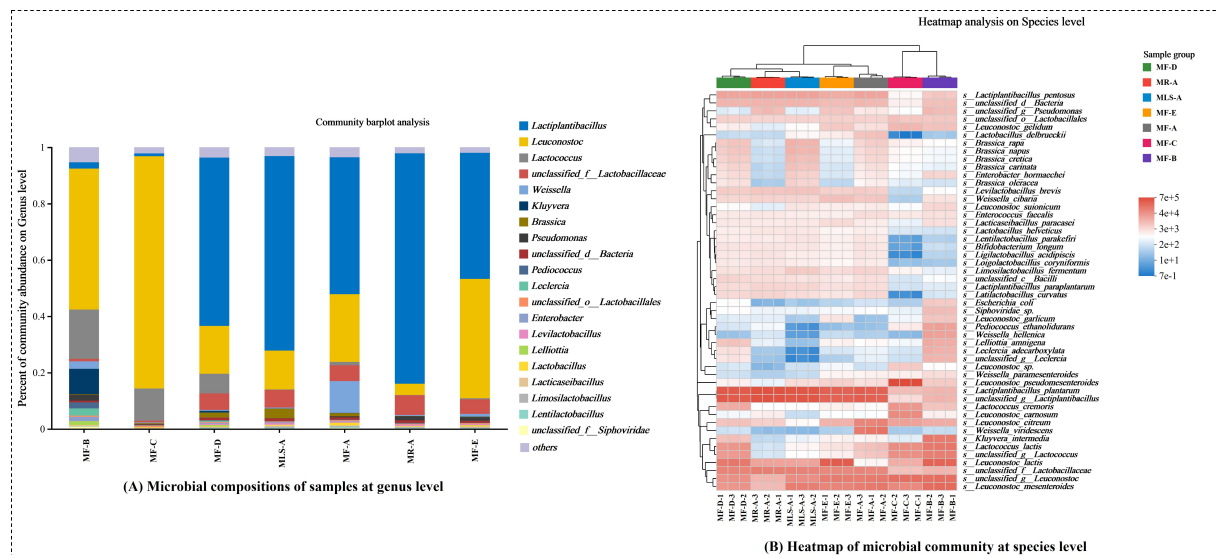 Community barplot analysis
Percent of community abundance on Genus level
1
0.8
0.6
0.4
0.2
0
MF-B
MF-C
MF-D
MLS-A
MF-A
MR-A
MF-E
Lactiplantibacillus
Leuconostoc
Lactococcus
unclassified_f__Lactobacillaceae
Weissella
Kluyvera
Brassica
Pseudomonas
unclassified_d__Bacteria
Pediococcus
Leclercia
unclassified_o__Lactobacillales
Enterobacter
Levilactobacillus
Lelliottia
Lactobacillus
Lacticaseibacillus
Limosilactobacillus
Lentilactobacillus
unclassified_f__Siphoviridae
others
(A) Microbial compositions of samples at genus level
Heatmap analysis on Species level
s__Lactiplantibacillus_pentosus
s__unclassified_d__Bacteria
s__unclassified_g__Pseudomonas
s__unclassified_o__Lactobacillales
s__Leuconostoc_gelidum
s__Lactobacillus_delbrueckii
s__Brassica_rapa
s__Brassica_napus
s__Brassica_cretica
s__Brassica_carinata
s__Enterobacter_hormaechei
s__Brassica_oleracea
s__Levilactobacillus_brevis
s__Weissella_cibaria
s__Leuconostoc_suionicum
s__Enterococcus_faecalis
s__Lacticaseibacillus_paracasei
s__Lactobacillus_helveticus
s__Lentilactobacillus_parakefiri
s__Bifidobacterium_longum
s__Ligilactobacillus_acidipiscis
s__Loigolactobacillus_coryniformis
s__Limosilactobacillus_fermentum
s__unclassified_c__Bacilli
s__Lactiplantibacillus_paraplantarum
s__Latilactobacillus_curvatus
s__Escherichia_coli
s__Siphoviridae_sp.
s__Leuconostoc_garlicum
s__Pediococcus_ethanolidurans
s__Weissella_hellenica
s__Lelliottia_amnigena
s__Leclercia_adecarboxylata
s__unclassified_g__Leclercia
s__Leuconostoc_sp.
s__Weissella_paramesenteroides
s__Leuconostoc_pseudomesenteroides
s__Lactiplantibacillus_plantarum
s__unclassified_g__Lactiplantibacillus
s__Lactococcus_cremoris
s__Leuconostoc_carnosum
s__Leuconostoc_citreum
s__Weissella_viridescens
s__Kluyvera_intermedia
s__Lactococcus_lactis
s__unclassified_g__Lactococcus
s__Leuconostoc_lactis
s__unclassified_f__Lactobacillaceae
s__unclassified_g__Leuconostoc
s__Leuconostoc_mesenteroides
MF-D-1
MF-D-3
MF-D-2
MR-A-3
MR-A-2
MR-A-1
MLS-A-1
MLS-A-3
MLS-A-2
MF-E-1
MF-E-2
MF-E-3
MF-A-3
MF-A-1
MF-A-2
MF-C-2
MF-C-3
MF-C-1
MF-B-2
MF-B-3
MF-B-1
Sample group
MF-D
MR-A
MLS-A
MF-E
MF-A
MF-C
MF-B
7e+5
4e+4
3e+3
2e+2
1e+1
7e-1
(B) Heatmap of microbial community at species level